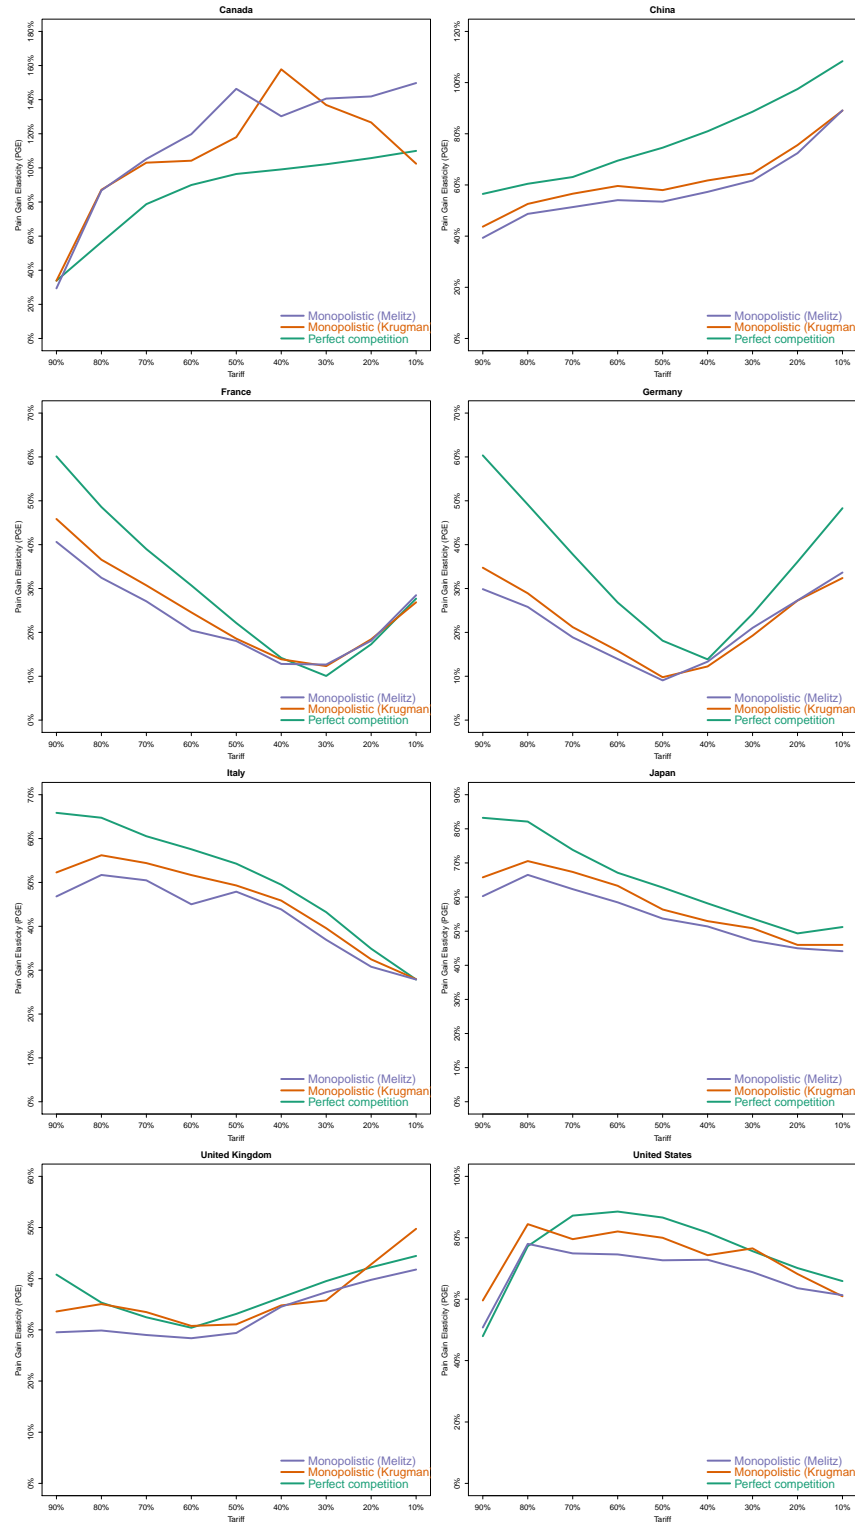 Canada
Pain Gain Elasticity (PGE)
0% 20% 40% 60% 80% 100% 120% 140% 160% 180%
Monopolistic (Melitz)
Monopolistic (Krugman
Perfect competition
90% 80% 70% 60% 50% 40% 30% 20% 10%
Tariff
China
Pain Gain Elasticity (PGE)
0% 20% 40% 60% 80% 100% 120%
Monopolistic (Melitz)
Monopolistic (Krugman
Perfect competition
90% 80% 70% 60% 50% 40% 30% 20% 10%
Tariff
France
Pain Gain Elasticity (PGE)
0% 10% 20% 30% 40% 50% 60% 70%
Monopolistic (Melitz)
Monopolistic (Krugman
Perfect competition
90% 80% 70% 60% 50% 40% 30% 20% 10%
Tariff
Germany
Pain Gain Elasticity (PGE)
0% 10% 20% 30% 40% 50% 60% 70%
Monopolistic (Melitz)
Monopolistic (Krugman
Perfect competition
90% 80% 70% 60% 50% 40% 30% 20% 10%
Tariff
Italy
Pain Gain Elasticity (PGE)
0% 10% 20% 30% 40% 50% 60% 70%
Monopolistic (Melitz)
Monopolistic (Krugman
Perfect competition
90% 80% 70% 60% 50% 40% 30% 20% 10%
Tariff
Japan
Pain Gain Elasticity (PGE)
0% 10% 20% 30% 40% 50% 60% 70% 80% 90%
Monopolistic (Melitz)
Monopolistic (Krugman
Perfect competition
90% 80% 70% 60% 50% 40% 30% 20% 10%
Tariff
United Kingdom
Pain Gain Elasticity (PGE)
0% 10% 20% 30% 40% 50% 60%
Monopolistic (Melitz)
Monopolistic (Krugman
Perfect competition
90% 80% 70% 60% 50% 40% 30% 20% 10%
Tariff
United States
Pain Gain Elasticity (PGE)
0% 20% 40% 60% 80% 100%
Monopolistic (Melitz)
Monopolistic (Krugman
Perfect competition
90% 80% 70% 60% 50% 40% 30% 20% 10%
Tariff